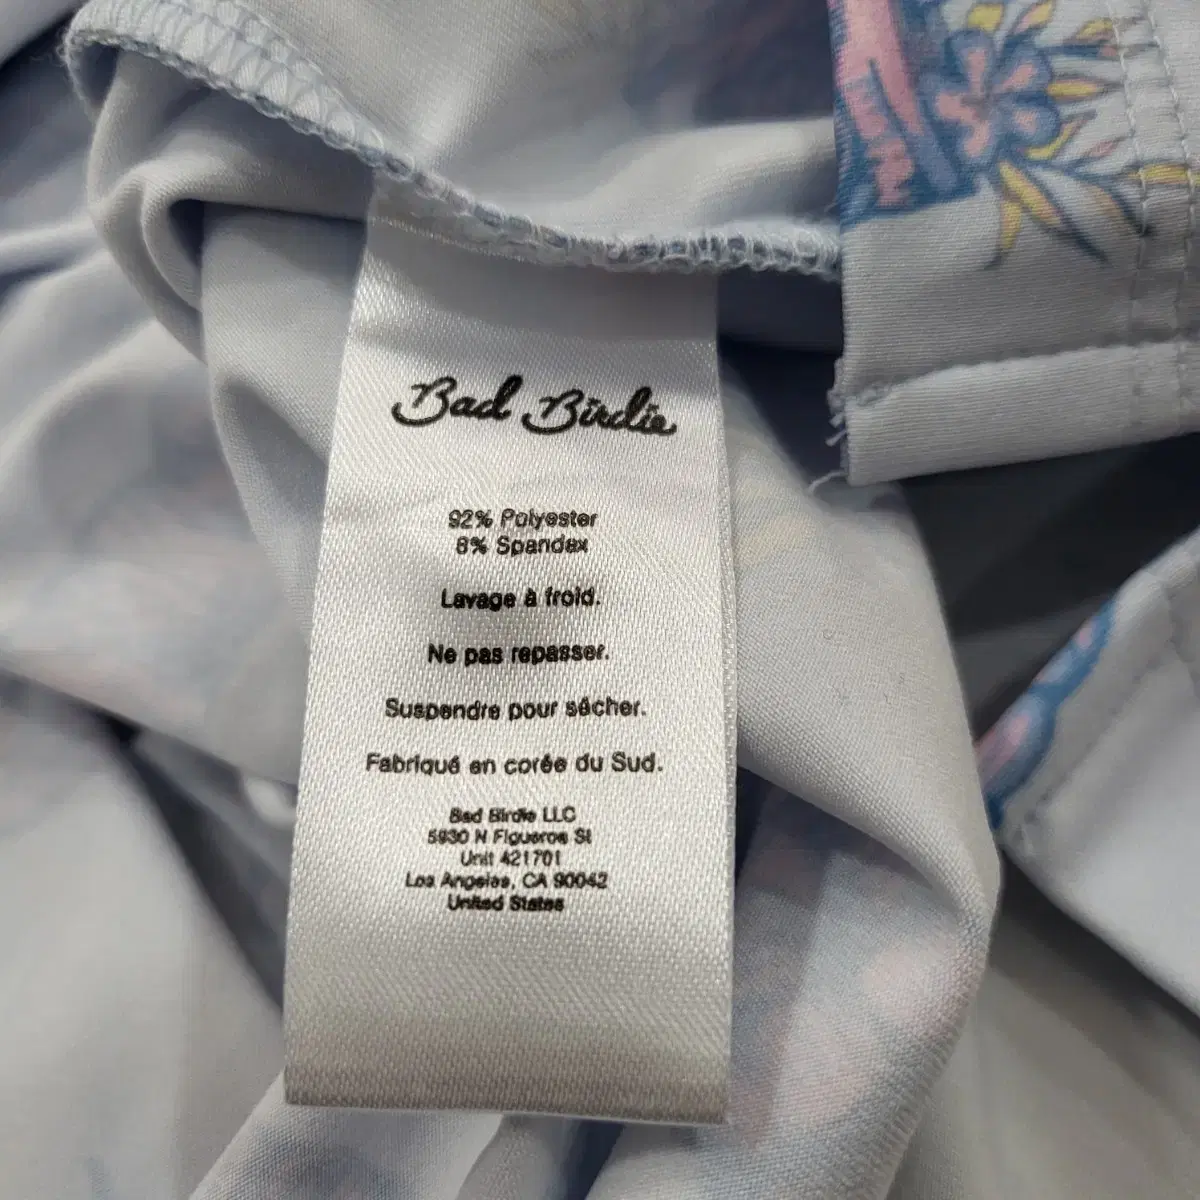 Bad Birdie
92% Polyester
8% Spandex
Lavage à froid.
Ne pas repasser.
Suspendre pour sécher.
Fabriqué en corée du Sud.
Bad Birdie LLC
5930 N Figueroa St
Unit 421701
Los Angeles, CA 90042
United States